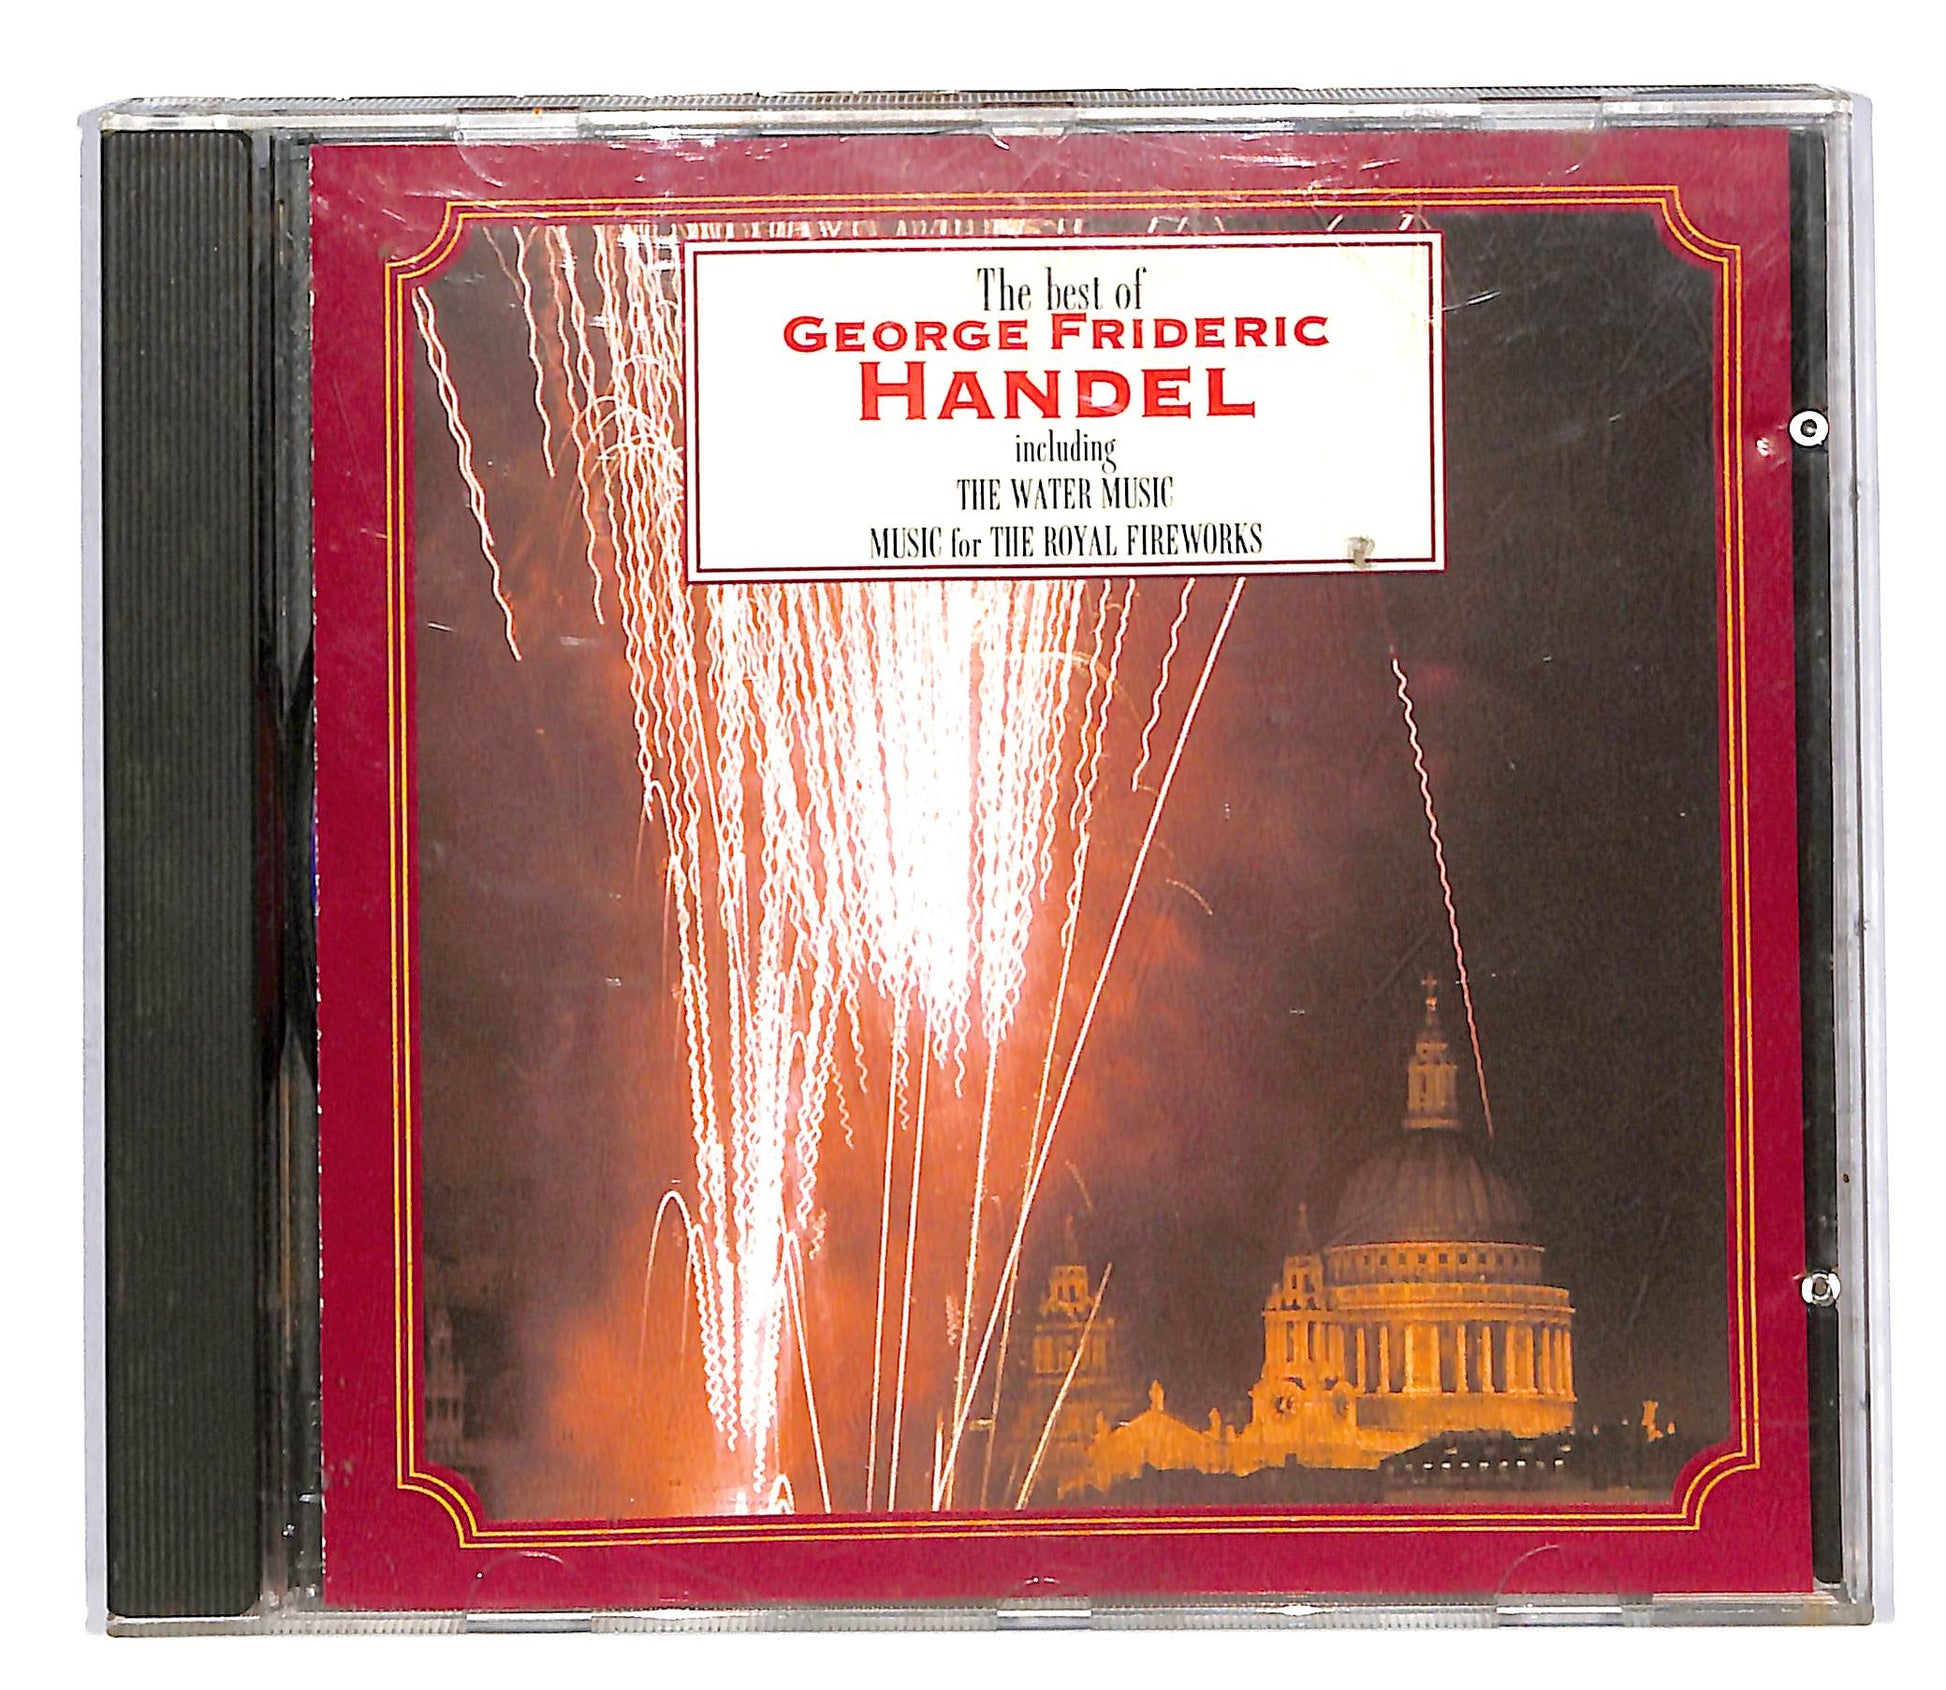 The best of
GEORGE FRIDERIC
HANDEL
including
THE WATER MUSIC
MUSIC for THE ROYAL FIREWORKS